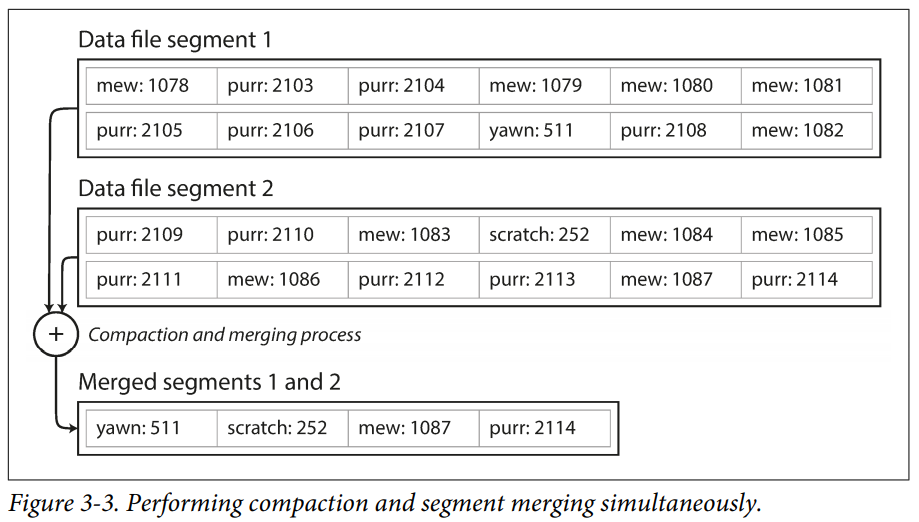 Data file segment 1
mew: 1078 purr: 2103 purr: 2104 mew: 1079 mew: 1080 mew: 1081
purr: 2105 purr: 2106 purr: 2107 yawn: 511 purr: 2108 mew: 1082
Data file segment 2
purr: 2109 purr: 2110 mew: 1083 scratch: 252 mew: 1084 mew: 1085
purr: 2111 mew: 1086 purr: 2112 purr: 2113 mew: 1087 purr: 2114
+ Compaction and merging process
Merged segments 1 and 2
yawn: 511 scratch: 252 mew: 1087 purr: 2114
Figure 3-3. Performing compaction and segment merging simultaneously.